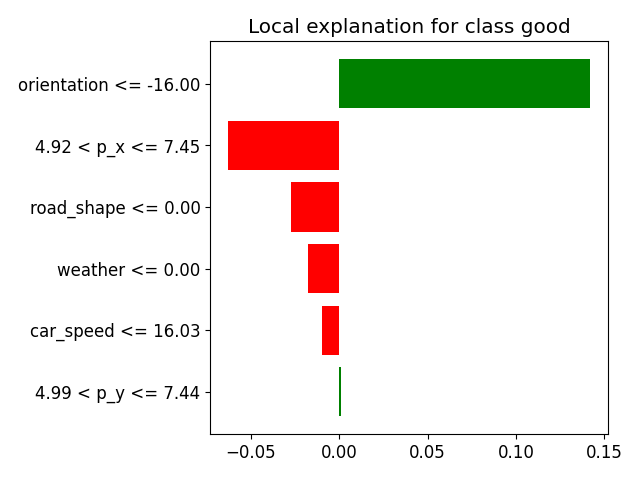 Local explanation for class good
orientation <= -16.00
4.92 < p_x <= 7.45
road_shape <= 0.00
weather <= 0.00
car_speed <= 16.03
4.99 < p_y <= 7.44
−0.05 0.00 0.05 0.10 0.15